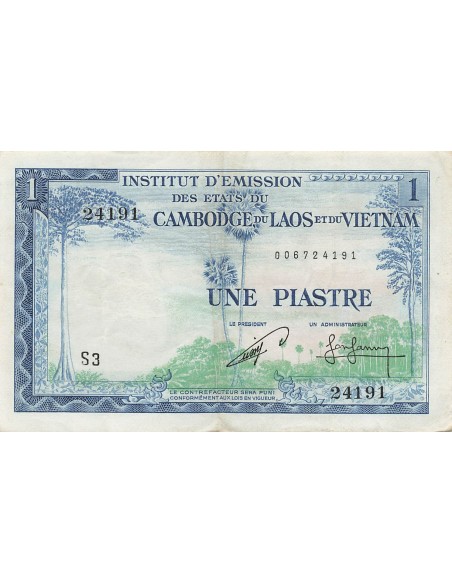 1 INSTITUT D'EMISSION 1
DES ETATS DU
24191 CAMBODGE DU LAOS ET DU VIETNAM
006724191
UNE PIASTRE
LE PRESIDENT UN ADMINISTRATEUR
S3
24191
LE CONTREFACTEUR SERA PUNI
CONFORMEMENT AUX LOIS EN VIGUEUR